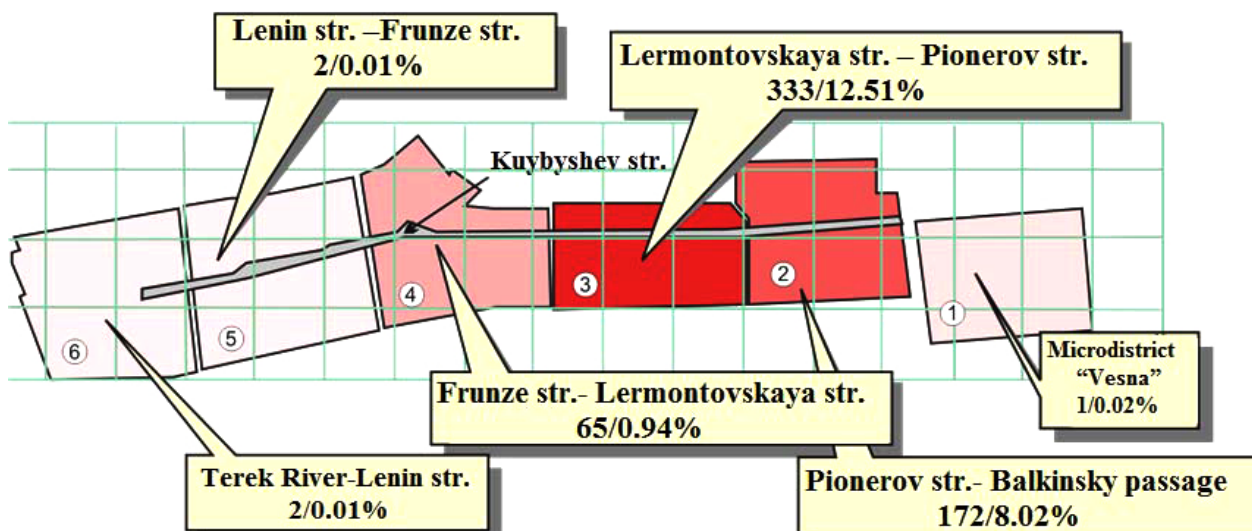 Lenin str. –Frunze str.
2/0.01%
Lermontovskaya str. – Pionerov str.
333/12.51%
Kuybyshev str.
6
5
4
3
2
1
Microdistrict
“Vesna”
1/0.02%
Frunze str.- Lermontovskaya str.
65/0.94%
Terek River-Lenin str.
2/0.01%
Pionerov str.- Balkinsky passage
172/8.02%